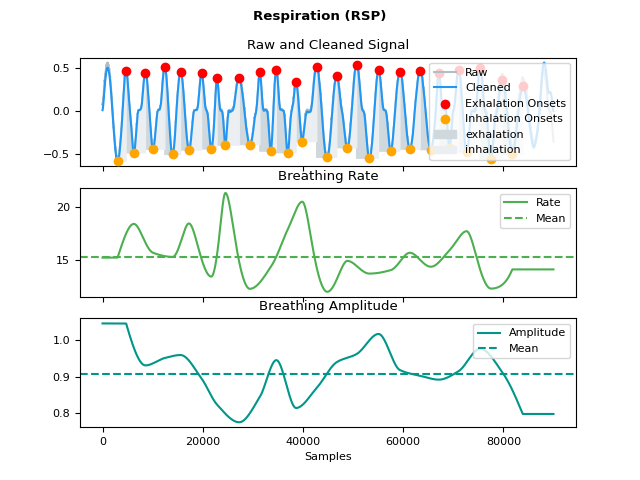 Respiration (RSP)
Raw and Cleaned Signal
0.5
0.0
−0.5
Raw
Cleaned
Exhalation Onsets
Inhalation Onsets
exhalation
inhalation
Breathing Rate
20
15
Rate
Mean
Breathing Amplitude
1.0
0.9
0.8
Amplitude
Mean
0
20000
40000
60000
80000
Samples